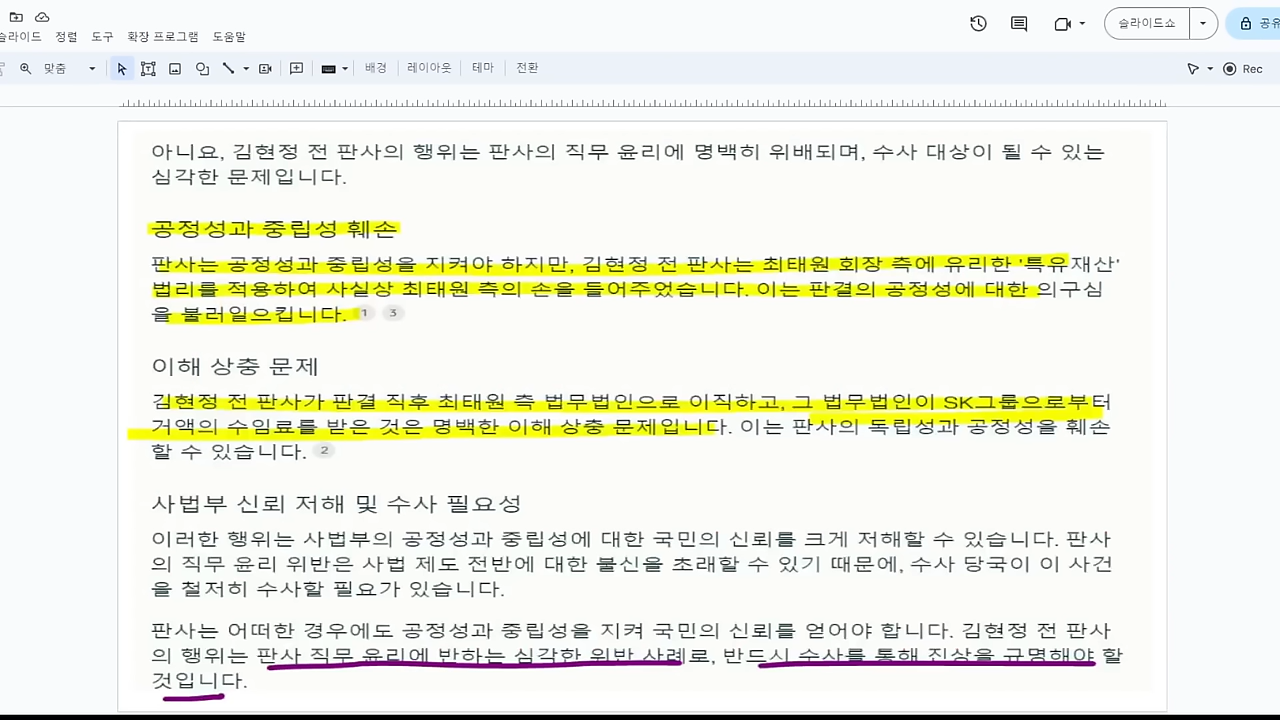 슬라이드 정렬 도구 확장 프로그램 도움말
슬라이드쇼
공유
맞춤
배경 레이아웃 테마 전환
Rec
아니요, 김현정 전 판사의 행위는 판사의 직무 윤리에 명백히 위배되며, 수사 대상이 될 수 있는
심각한 문제입니다.
공정성과 중립성 훼손
판사는 공정성과 중립성을 지켜야 하지만, 김현정 전 판사는 최태원 회장 측에 유리한 '특유재산'
법리를 적용하여 사실상 최태원 측의 손을 들어주었습니다. 이는 판결의 공정성에 대한 의구심
을 불러일으킵니다. 1 3
이해 상충 문제
김현정 전 판사가 판결 직후 최태원 측 법무법인으로 이직하고, 그 법무법인이 SK그룹으로부터
거액의 수임료를 받은 것은 명백한 이해 상충 문제입니다. 이는 판사의 독립성과 공정성을 훼손
할 수 있습니다. 2
사법부 신뢰 저해 및 수사 필요성
이러한 행위는 사법부의 공정성과 중립성에 대한 국민의 신뢰를 크게 저해할 수 있습니다. 판사
의 직무 윤리 위반은 사법 제도 전반에 대한 불신을 초래할 수 있기 때문에, 수사 당국이 이 사건
을 철저히 수사할 필요가 있습니다.
판사는 어떠한 경우에도 공정성과 중립성을 지켜 국민의 신뢰를 얻어야 합니다. 김현정 전 판사
의 행위는 판사 직무 윤리에 반하는 심각한 위반 사례로, 반드시 수사를 통해 진상을 규명해야 할
것입니다.